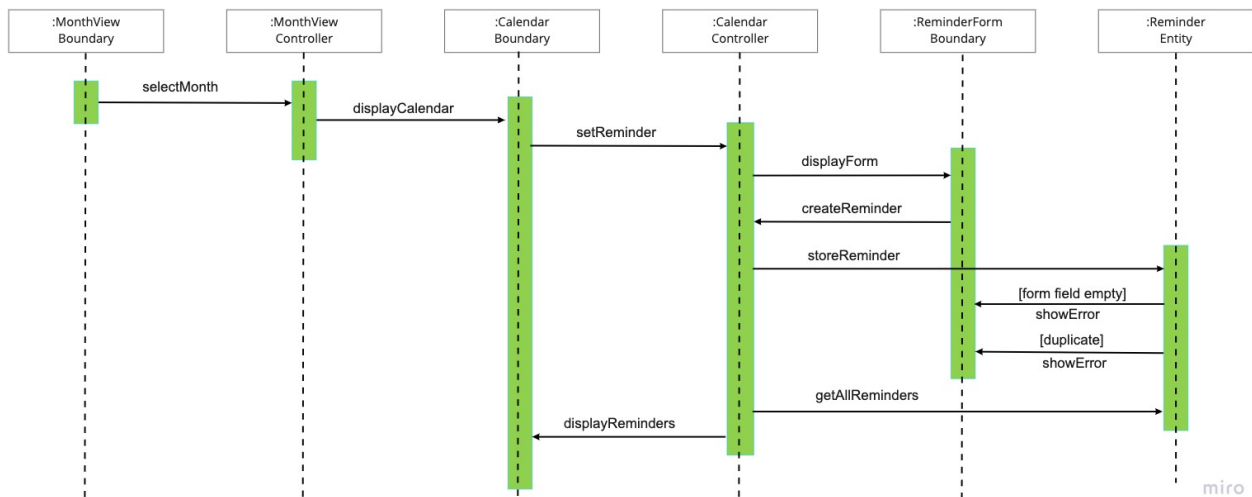 :MonthView
Boundary
:MonthView
Controller
:Calendar
Boundary
:Calendar
Controller
:ReminderForm
Boundary
:Reminder
Entity
selectMonth
displayCalendar
setReminder
displayForm
createReminder
storeReminder
[form field empty]
showError
[duplicate]
showError
getAllReminders
displayReminders
miro